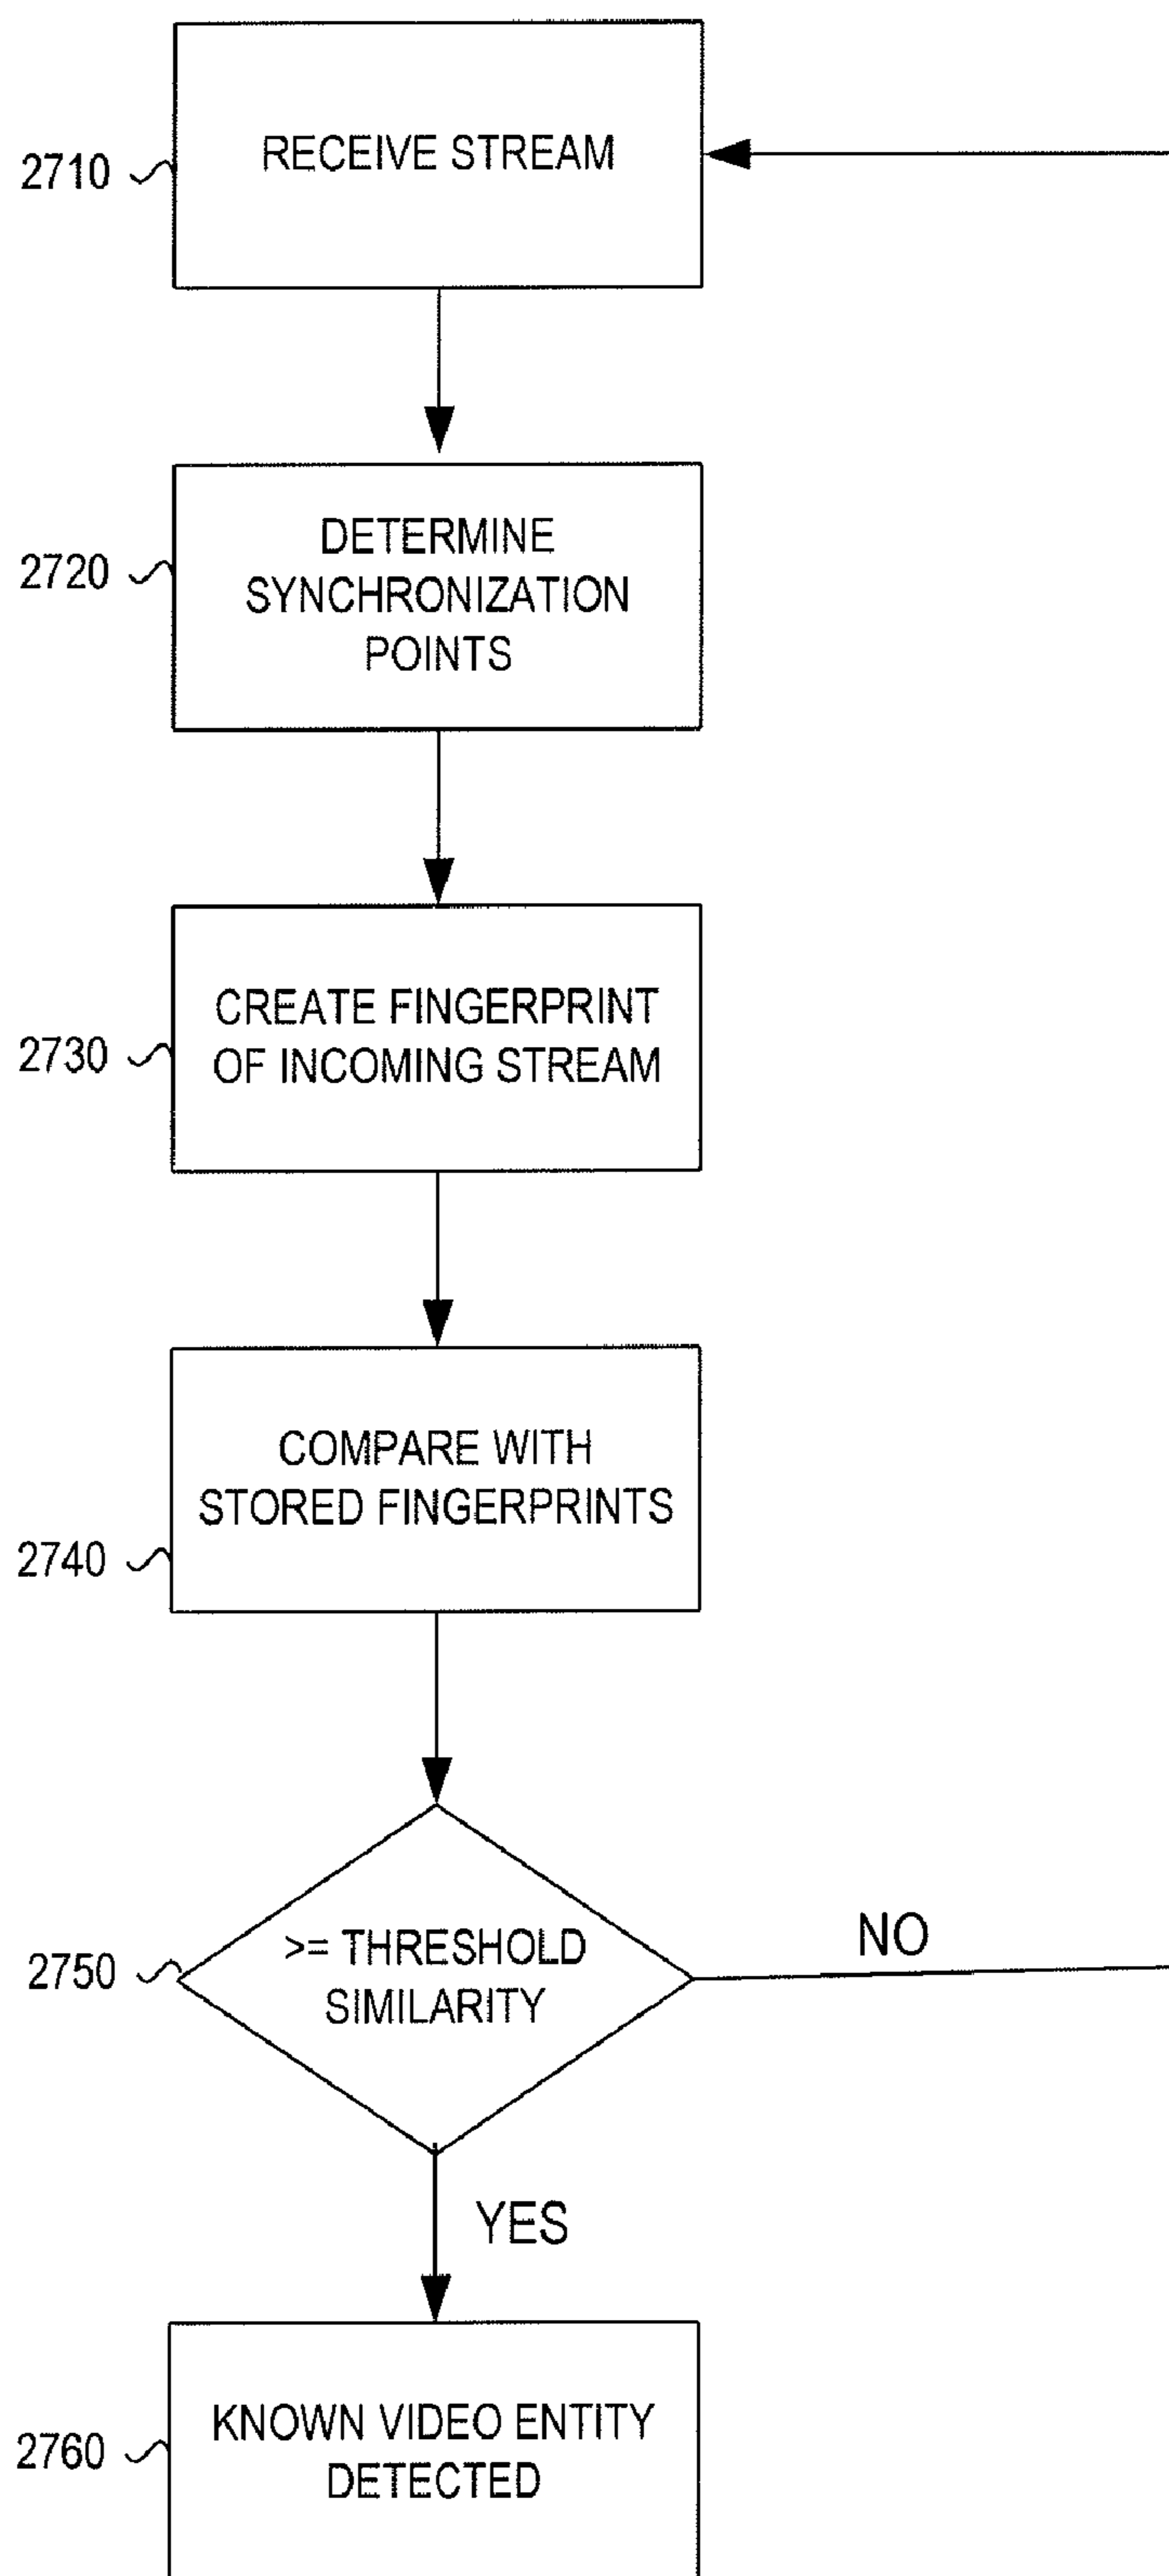 RECEIVE STREAM
2710
DETERMINE
SYNCHRONIZATION
POINTS
2720
CREATE FINGERPRINT
OF INCOMING STREAM
2730
COMPARE WITH
STORED FINGERPRINTS
2740
>= THRESHOLD
SIMILARITY
2750
NO
YES
KNOWN VIDEO ENTITY
DETECTED
2760